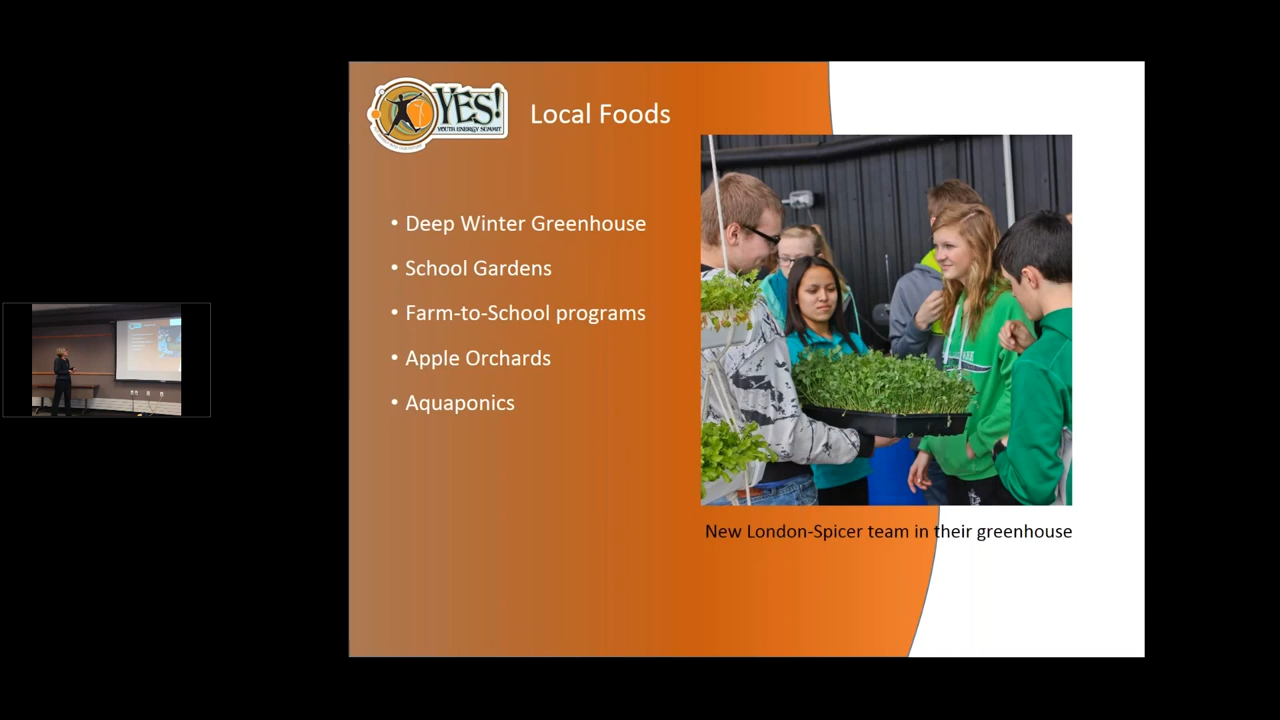 YES!
YOUTH ENERGY SUMMIT
Local Foods
• Deep Winter Greenhouse
• School Gardens
• Farm-to-School programs
• Apple Orchards
• Aquaponics
New London-Spicer team in their greenhouse